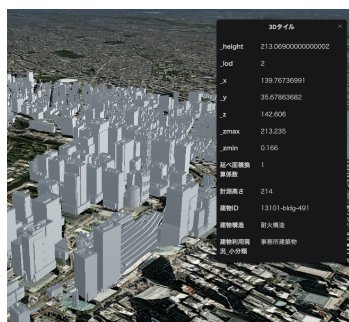 3Dタイル ×
_height 213.06900000000002
_lod 2
_x 139.76736991
_y 35.67863682
_z 142.606
_zmax 213.235
_zmin 0.166
延べ面積換 1
算係数
計測高さ 214
建物ID 13101-bldg-491
建物構造 耐火構造
建物利用現 事務所建築物
況_小分類